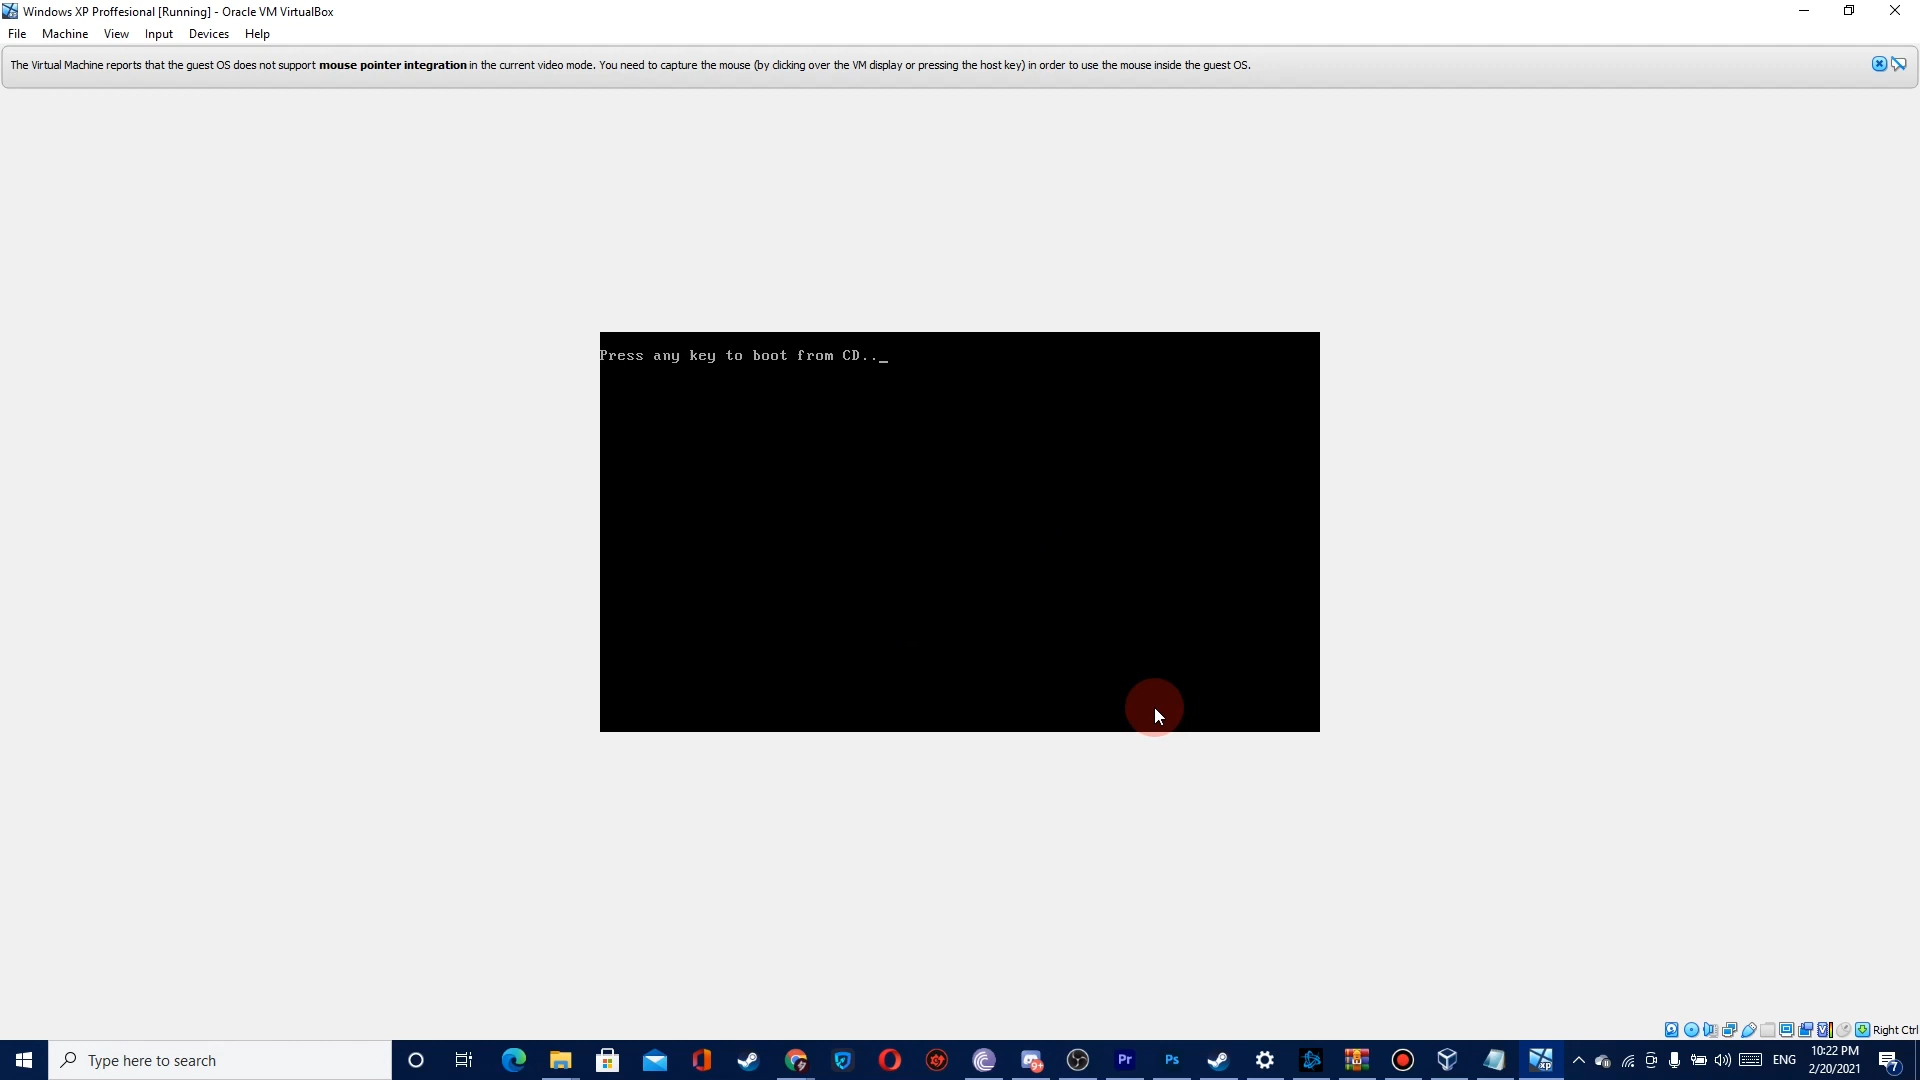 Windows XP Proffesional [Running] - Oracle VM VirtualBox
File Machine View Input Devices Help
The Virtual Machine reports that the guest OS does not support mouse pointer integration in the current video mode. You need to capture the mouse (by clicking over the VM display or pressing the host key) in order to use the mouse inside the guest OS.
Press any key to boot from CD.._
Right Ctrl
Type here to search
Pr
Ps
9+
xp
ENG
10:22 PM
2/20/2021
7